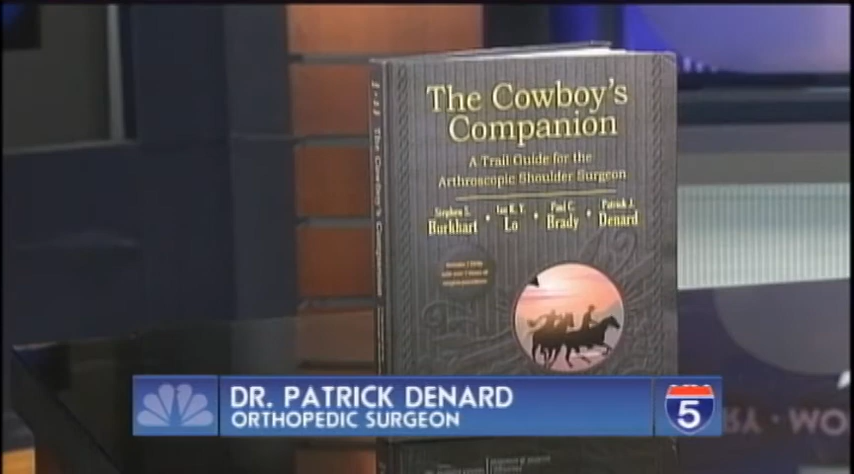 The Cowboy's
Companion
A Trail Guide for the
Arthroscopic Shoulder Surgeon
Stephen S. Burkhart • Ian K. Y. Lo • Paul C. Brady • Patrick J. Denard
The Cowboy's Companion
DR. PATRICK DENARD
ORTHOPEDIC SURGEON
5